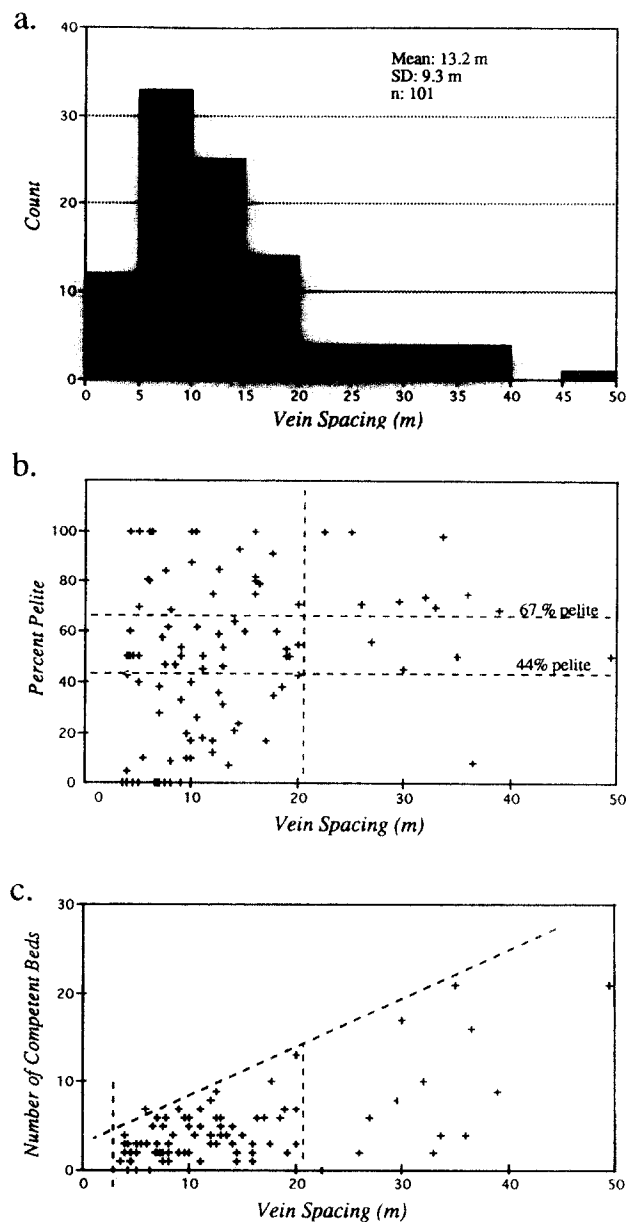 a.
40
30
20
10
0
Count
Mean: 13.2 m
SD: 9.3 m
n: 101
0 5 10 15 20 25 30 35 40 45 50
Vein Spacing (m)
b.
100
80
60
40
20
0
Percent Pelite
67 % pelite
44% pelite
0 10 20 30 40 50
Vein Spacing (m)
c.
30
20
10
0
Number of Competent Beds
0 10 20 30 40 50
Vein Spacing (m)